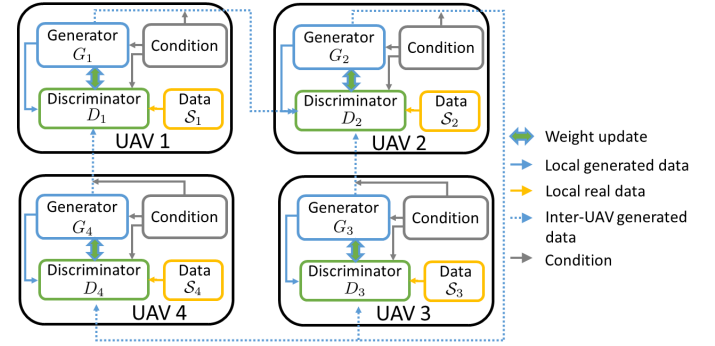 Generator
G₁
Condition
Discriminator
D₁
Data
𝒮₁
UAV 1
Generator
G₂
Condition
Discriminator
D₂
Data
𝒮₂
UAV 2
Generator
G₄
Condition
Discriminator
D₄
Data
𝒮₄
UAV 4
Generator
G₃
Condition
Discriminator
D₃
Data
𝒮₃
UAV 3
Weight update
Local generated data
Local real data
Inter-UAV generated
data
Condition